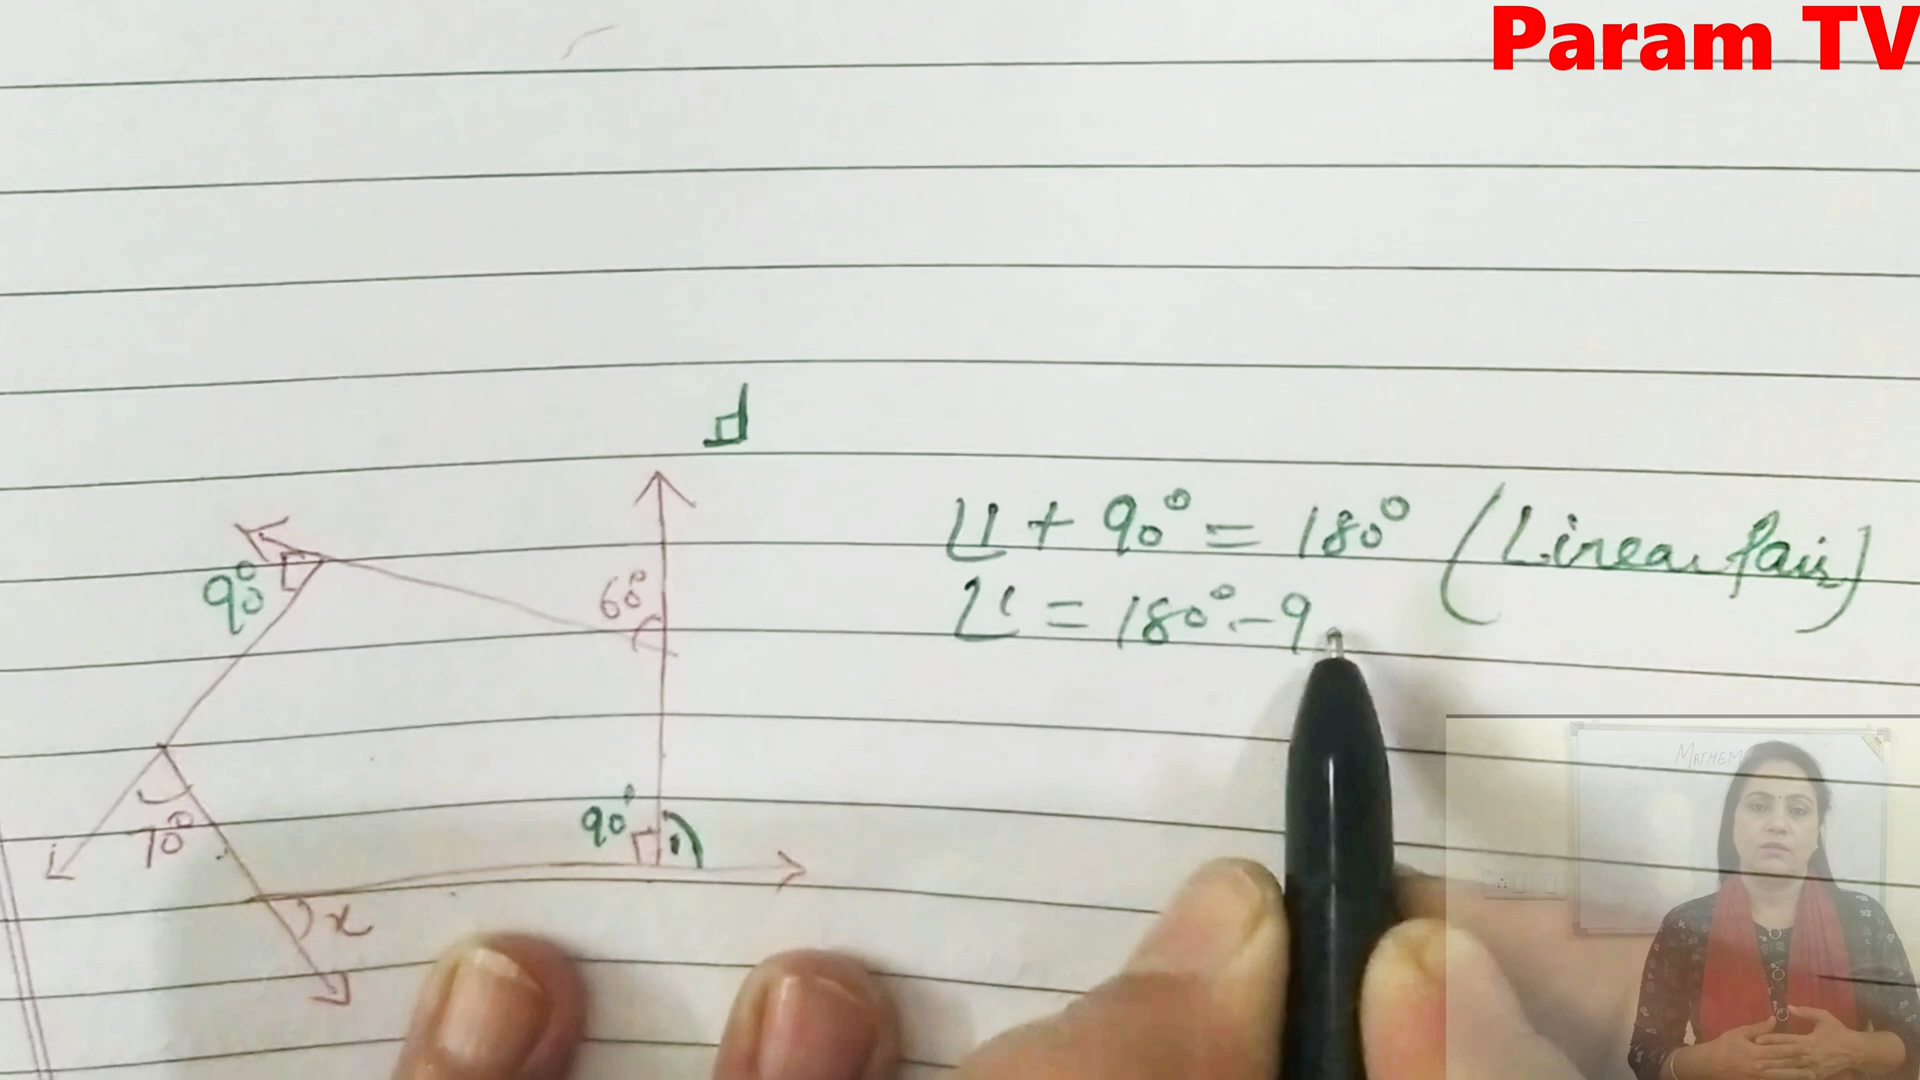 Param TV
∠1 + 90° = 180° (Linear Pair)
∠1 = 180° - 9
90°
60°
70°
90°
1
x